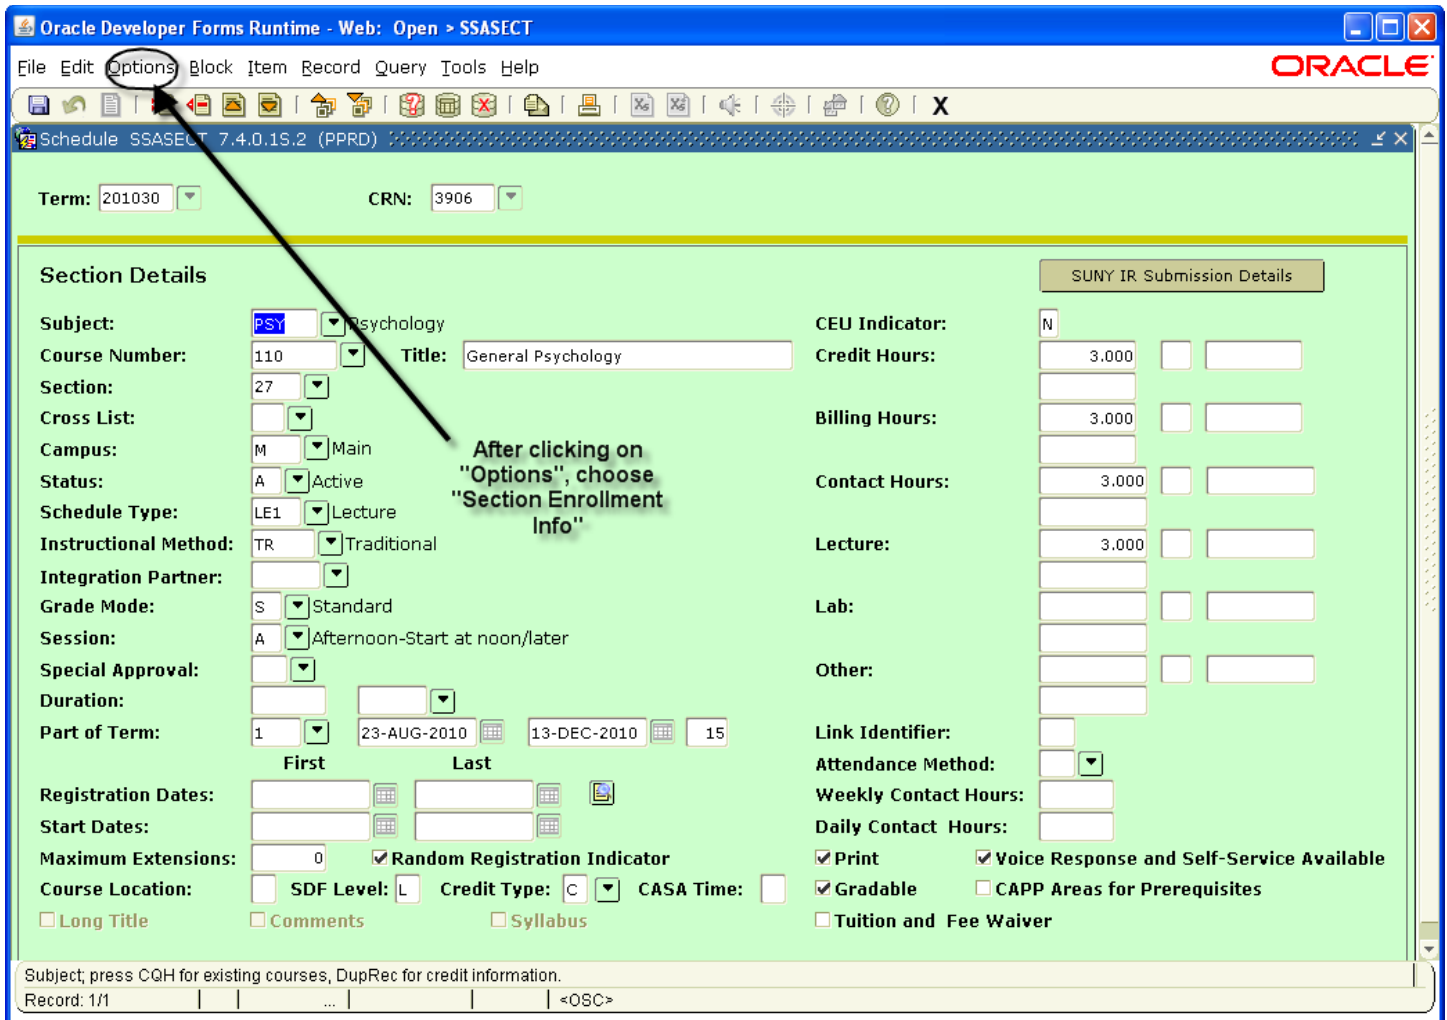 Oracle Developer Forms Runtime - Web: Open > SSASECT
File Edit Options Block Item Record Query Tools Help ORACLE
X
Schedule SSASECT 7.4.0.1S.2 (PPRD)
Term: 201030 CRN: 3906
Section Details SUNY IR Submission Details
Subject: PSY Psychology CEU Indicator: N
Course Number: 110 Title: General Psychology Credit Hours: 3.000
Section: 27
Cross List: Billing Hours: 3.000
Campus: M Main
Status: A Active Contact Hours: 3.000
Schedule Type: LE1 Lecture
Instructional Method: TR Traditional Lecture: 3.000
Integration Partner:
Grade Mode: S Standard Lab:
Session: A Afternoon-Start at noon/later
Special Approval: Other:
Duration:
Part of Term: 1 23-AUG-2010 13-DEC-2010 15 Link Identifier:
First Last Attendance Method:
Registration Dates: Weekly Contact Hours:
Start Dates: Daily Contact Hours:
Maximum Extensions: 0 Random Registration Indicator Print Voice Response and Self-Service Available
Course Location: SDF Level: L Credit Type: C CASA Time: Gradable CAPP Areas for Prerequisites
Long Title Comments Syllabus Tuition and Fee Waiver
After clicking on
"Options", choose
"Section Enrollment
Info"
Subject; press CQH for existing courses, DupRec for credit information.
Record: 1/1 ... <OSC>